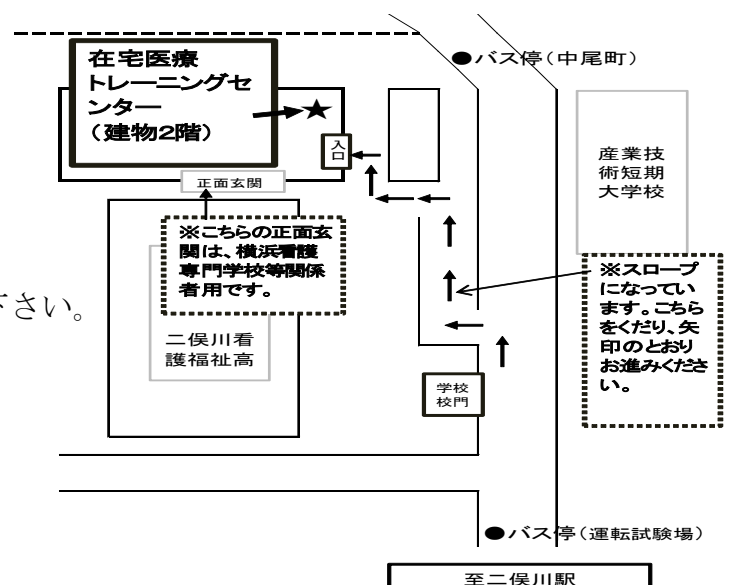 在宅医療
トレーニングセ
ンター
（建物2階）
★
●バス停（中尾町）
入
口
産業技
術短期
大学校
正面玄関
※こちらの正面玄
関は、横浜看護
専門学校等関係
者用です。
※スロープ
になってい
ます。こちら
をくだり、矢
印のとおり
お進みくださ
い。
下さい。
二俣川看
護福祉高
学校
校門
●バス停（運転試験場）
至二俣川駅